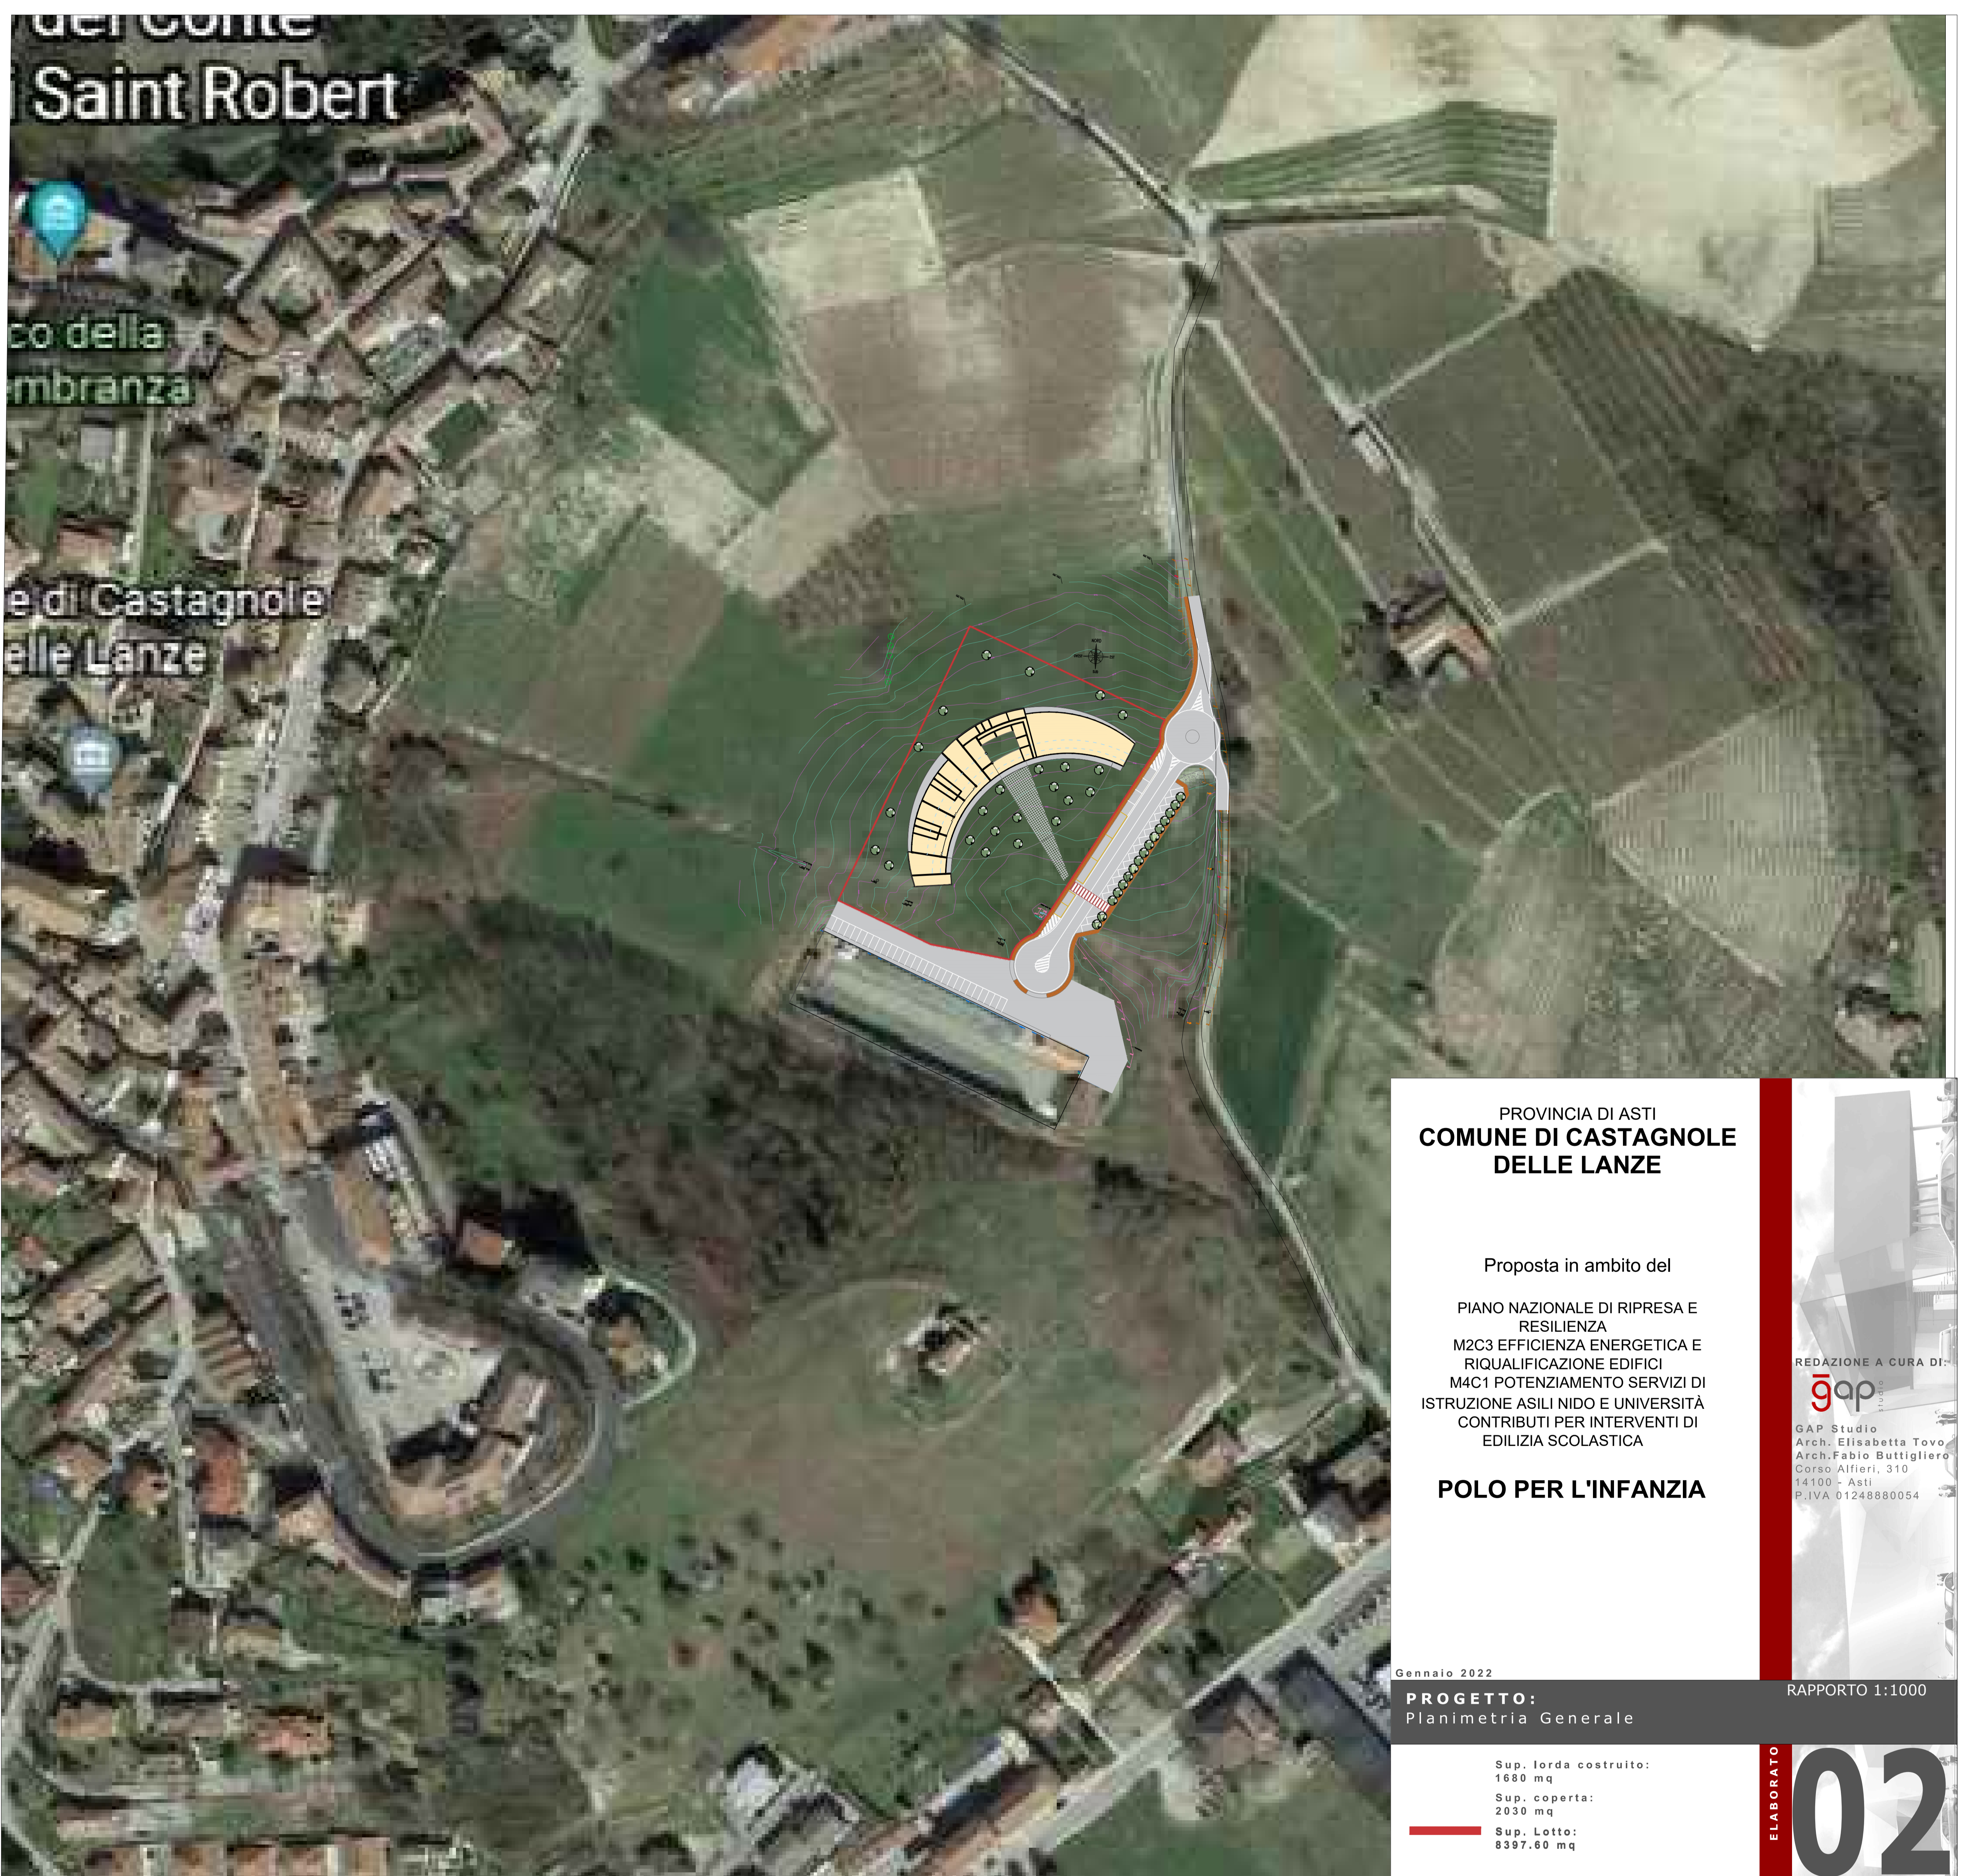 del Conte
i Saint Robert
co della
embranza
e di Castagnole
elle Lanze
PROVINCIA DI ASTI
COMUNE DI CASTAGNOLE
DELLE LANZE
Proposta in ambito del
PIANO NAZIONALE DI RIPRESA E
RESILIENZA
M2C3 EFFICIENZA ENERGETICA E
RIQUALIFICAZIONE EDIFICI
M4C1 POTENZIAMENTO SERVIZI DI
ISTRUZIONE ASILI NIDO E UNIVERSITÀ
CONTRIBUTI PER INTERVENTI DI
EDILIZIA SCOLASTICA
POLO PER L'INFANZIA
Gennaio 2022
REDAZIONE A CURA DI:
gap
studio
GAP Studio
Arch. Elisabetta Tovo
Arch.Fabio Buttigliero
Corso Alfieri, 310
14100 - Asti
P.IVA 01248880054
PROGETTO:
Planimetria Generale
RAPPORTO 1:1000
Sup. lorda costruito:
1680 mq
Sup. coperta:
2030 mq
Sup. Lotto:
8397.60 mq
ELABORATO
02